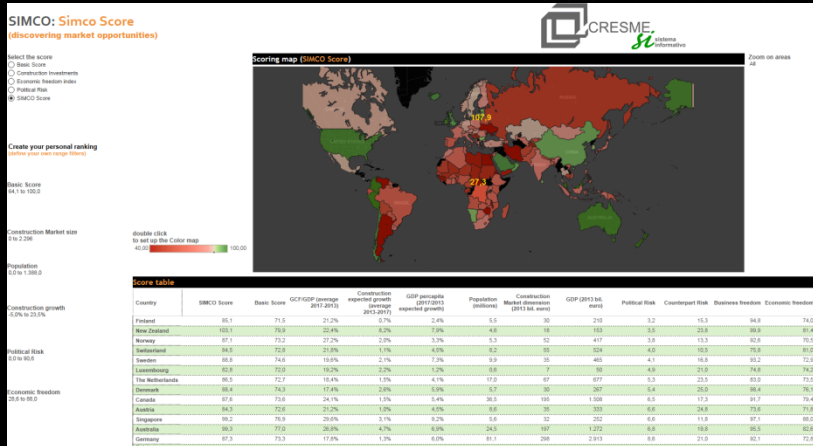 SIMCO: Simco Score
(discovering market opportunities)
CRESME
si sistema
informativo
Select the score
Basic Score
Construction Investments
Economic freedom index
Political Risk
SIMCO Score
Scoring map (SIMCO Score)
Zoom on areas
All
107,9
27,3
Create your personal ranking
(define your own range filters)
Basic Score
64,1 to 100,0
Construction Market size
0 to 2.296
Population
0,0 to 1.388,0
Construction growth
-5,0% to 23,5%
Political Risk
0,0 to 90,6
Economic freedom
28,8 to 88,0
double click
to set up the Color map
40,00 100,00
Score table
Country SIMCO Score Basic Score GCF/GDP (average 2017-2013) Construction expected growth (average 2013-2017) GDP percapita (2017/2013 expected growth) Population (millions) Construction Market dimension (2013 bil. euro) GDP (2013 bil. euro) Political Risk Counterpart Risk Business freedom Economic freedom
Finland 85,1 71,5 21,2% 0,7% 2,4% 5,5 30 210 3,2 15,3 94,8 74,0
New Zealand 103,1 79,9 22,4% 8,2% 7,9% 4,6 18 153 3,5 23,8 99,9 81,4
Norway 87,1 73,2 27,2% 2,0% 3,3% 5,3 52 417 3,8 13,3 92,6 70,5
Switzerland 84,5 72,8 21,8% 1,1% 4,5% 8,2 55 524 4,0 10,5 75,8 81,0
Sweden 88,8 74,6 19,6% 2,1% 7,3% 9,9 35 465 4,1 16,8 93,2 72,9
Luxembourg 82,8 72,0 19,2% 2,2% 1,2% 0,6 7 50 4,9 21,0 74,8 74,2
The Netherlands 86,5 72,7 18,4% 1,5% 4,1% 17,0 67 677 5,3 23,5 83,0 73,5
Denmark 88,4 74,3 17,4% 2,6% 5,9% 5,7 30 267 5,4 25,0 98,4 76,1
Canada 87,6 73,6 24,1% 1,5% 5,4% 36,5 195 1.508 6,5 17,3 91,7 79,4
Austria 84,3 72,6 21,2% 1,0% 4,5% 8,6 35 333 6,6 24,8 73,6 71,8
Singapore 89,2 76,9 29,6% 3,1% 9,2% 5,6 32 252 6,6 11,8 97,1 88,0
Australia 98,3 77,0 26,8% 4,7% 6,9% 24,5 197 1.272 6,6 19,8 95,5 82,6
Germany 87,3 73,3 17,8% 1,3% 6,0% 81,1 298 2.913 8,6 21,0 92,1 72,8